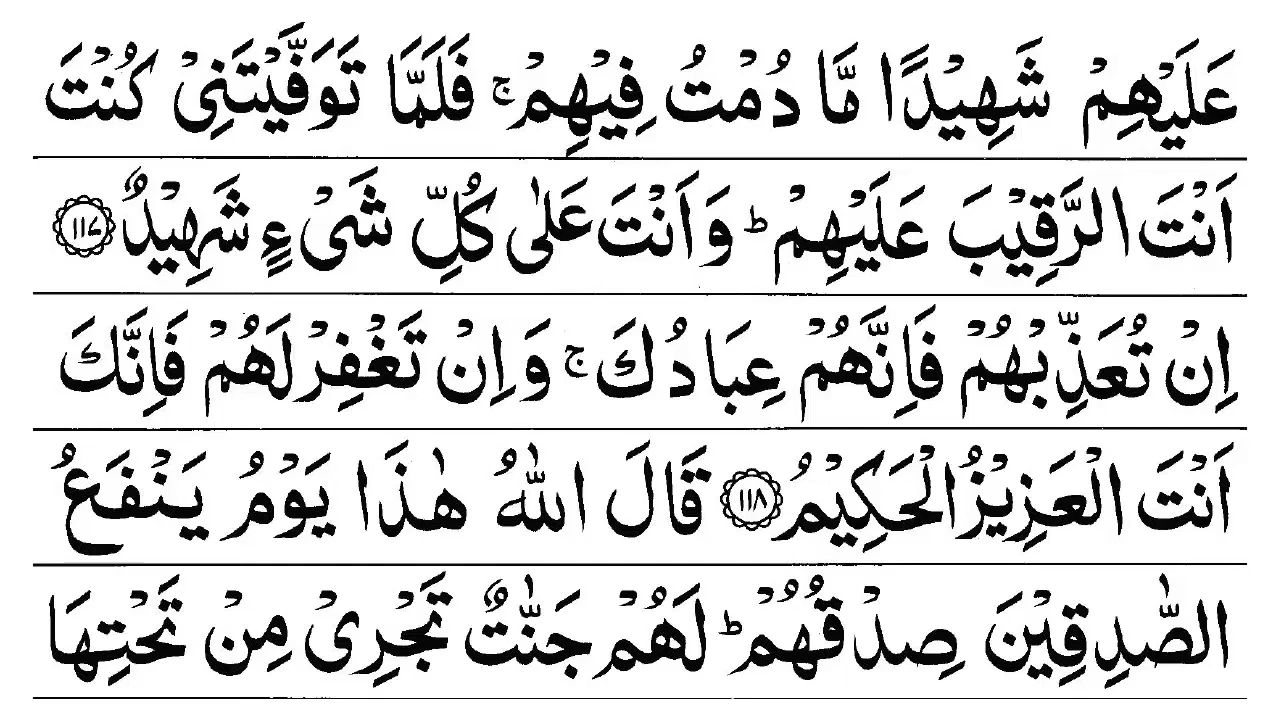 عَلَيْهِمْ شَهِيْدًا مَّا دُمْتُ فِيْهِمْ ۚ فَلَمَّا تَوَفَّيْتَنِيْ كُنْتَ
اَنْتَ الرَّقِيْبَ عَلَيْهِمْ ؕ وَاَنْتَ عَلٰى كُلِّ شَيْءٍ شَهِيْدٌ ﴿۱۱۷﴾
اِنْ تُعَذِّبْهُمْ فَاِنَّهُمْ عِبَادُكَ ۚ وَاِنْ تَغْفِرْ لَهُمْ فَاِنَّكَ
اَنْتَ الْعَزِيْزُ الْحَكِيْمُ ﴿۱۱۸﴾ قَالَ اللّٰهُ هٰذَا يَوْمُ يَنْفَعُ
الصّٰدِقِيْنَ صِدْقُهُمْ ؕ لَهُمْ جَنّٰتٌ تَجْرِيْ مِنْ تَحْتِهَا